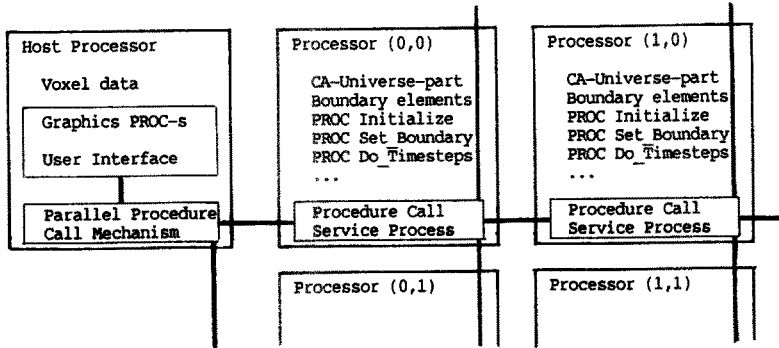 Host Processor
Voxel data
Graphics PROC-s
User Interface
Parallel Procedure
Call Mechanism
Processor (0,0)
CA-Universe-part
Boundary elements
PROC Initialize
PROC Set_Boundary
PROC Do_Timesteps
...
Procedure Call
Service Process
Processor (1,0)
CA-Universe-part
Boundary elements
PROC Initialize
PROC Set_Boundary
PROC Do_Timesteps
...
Procedure Call
Service Process
Processor (0,1)
Processor (1,1)